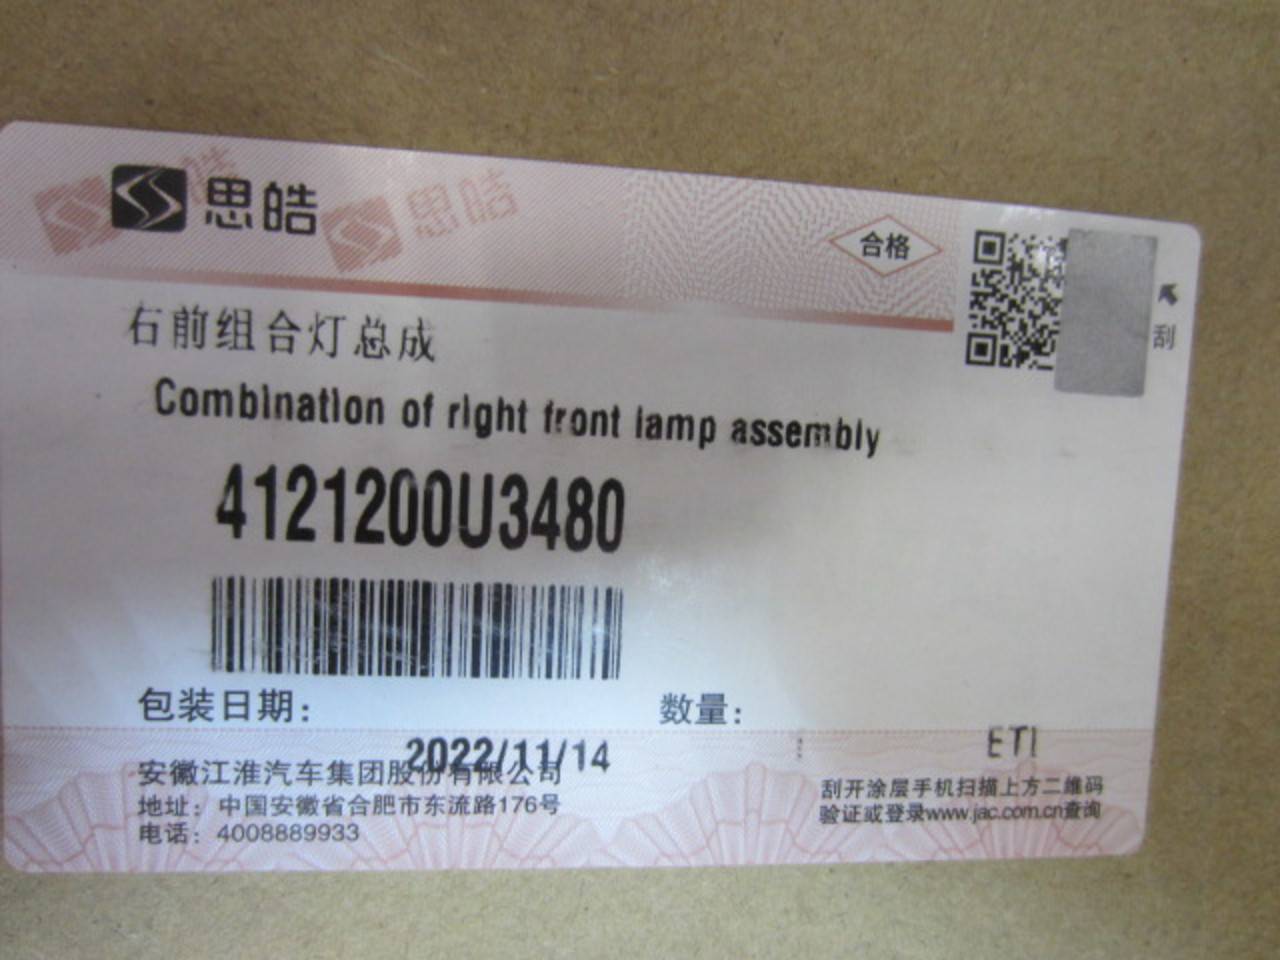 思皓
思皓
合格
刮
右前组合灯总成
Combination of right front lamp assembly
4121200U3480
包装日期：
数量：
2022/11/14
ETI
安徽江淮汽车集团股份有限公司
地址：中国安徽省合肥市东流路176号
电话：4008889933
刮开涂层手机扫描上方二维码
验证或登录www.jac.com.cn查询